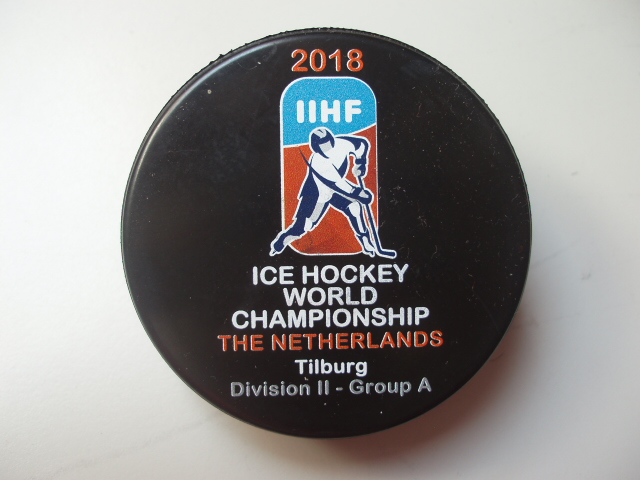 2018
IIHF
ICE HOCKEY
WORLD
CHAMPIONSHIP
THE NETHERLANDS
Tilburg
Division II - Group A